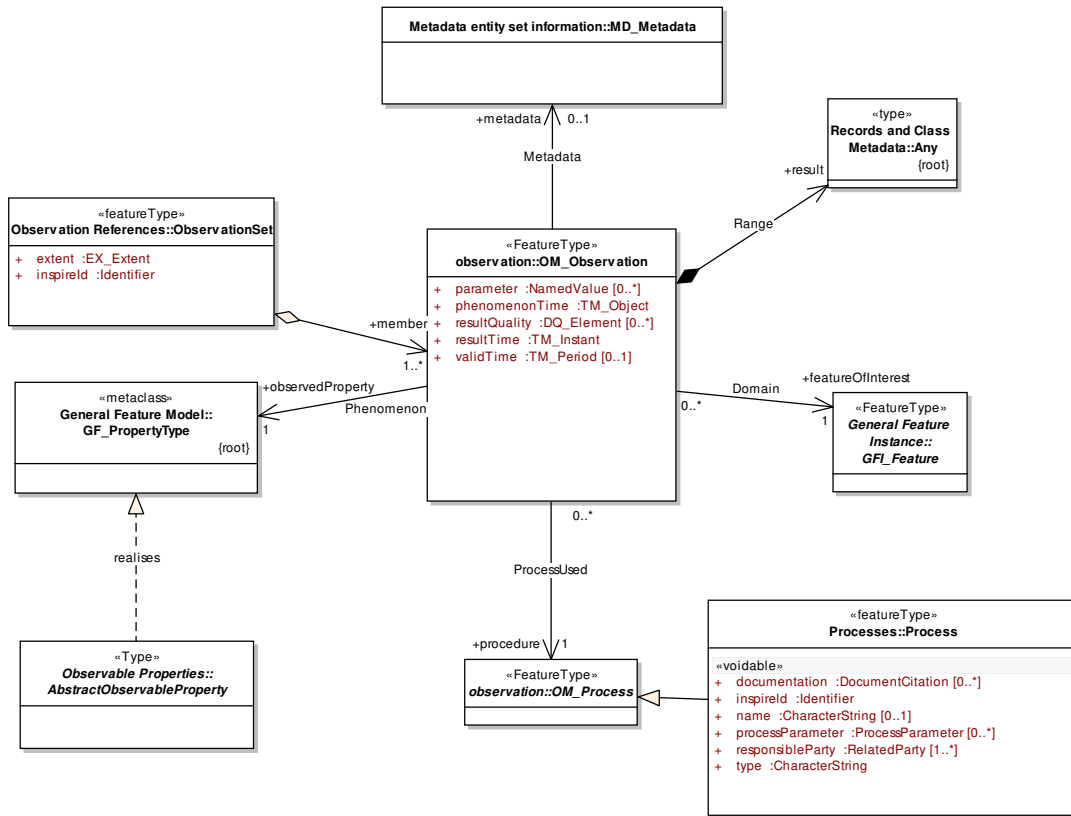 Metadata entity set information::MD_Metadata
+metadata
0..1
Metadata
«type»
Records and Class
Metadata::Any
{root}
+result
Range
«featureType»
Observation References::ObservationSet
+ extent :EX_Extent
+ inspireId :Identifier
«FeatureType»
observation::OM_Observation
+ parameter :NamedValue [0..*]
+ phenomenonTime :TM_Object
+ resultQuality :DQ_Element [0..*]
+ resultTime :TM_Instant
+ validTime :TM_Period [0..1]
+member
1..*
+observedProperty
Phenomenon
1
«metaclass»
General Feature Model::
GF_PropertyType
{root}
+featureOfInterest
Domain
0..*
1
«FeatureType»
General Feature
Instance::
GFI_Feature
realises
0..*
ProcessUsed
+procedure
1
«Type»
Observable Properties::
AbstractObservableProperty
«FeatureType»
observation::OM_Process
«featureType»
Processes::Process
«voidable»
+ documentation :DocumentCitation [0..*]
+ inspireId :Identifier
+ name :CharacterString [0..1]
+ processParameter :ProcessParameter [0..*]
+ responsibleParty :RelatedParty [1..*]
+ type :CharacterString